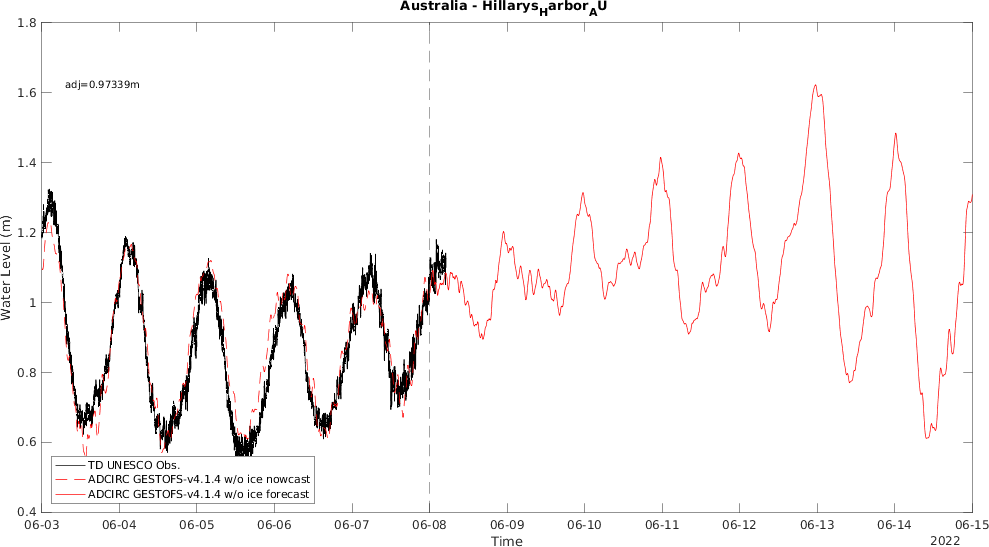 Australia - HillarysHarborAU
1.8
adj=0.97339m
1.6
1.4
1.2
Water Level (m)
1
0.8
0.6
TD UNESCO Obs.
ADCIRC GESTOFS-v4.1.4 w/o ice nowcast
ADCIRC GESTOFS-v4.1.4 w/o ice forecast
0.4
06-03 06-04 06-05 06-06 06-07 06-08 06-09 06-10 06-11 06-12 06-13 06-14 06-15
Time
2022